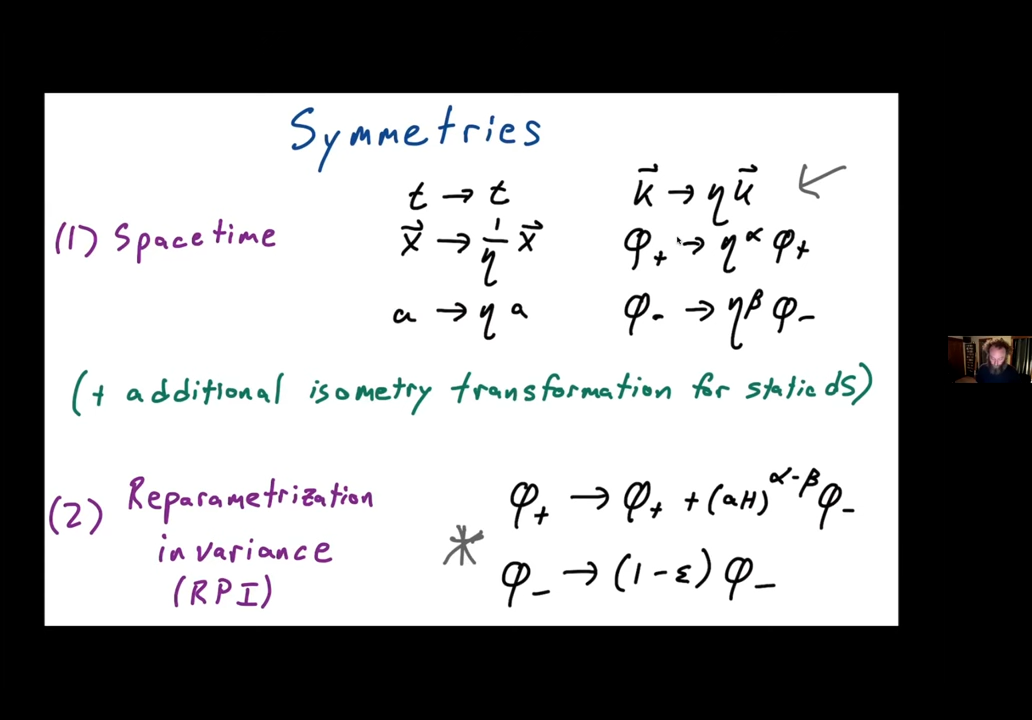 Symmetries
(1) Spacetime
t → t
x⃗ → 1/η x⃗
a → η a
k⃗ → η k⃗
φ₊ → η^α φ₊
φ₋ → η^β φ₋
(+ additional isometry transformation for static dS)
(2) Reparametrization
invariance
(RPI)
φ₊ → φ₊ + (aH)^(α-β) φ₋
* φ₋ → (1-ε) φ₋